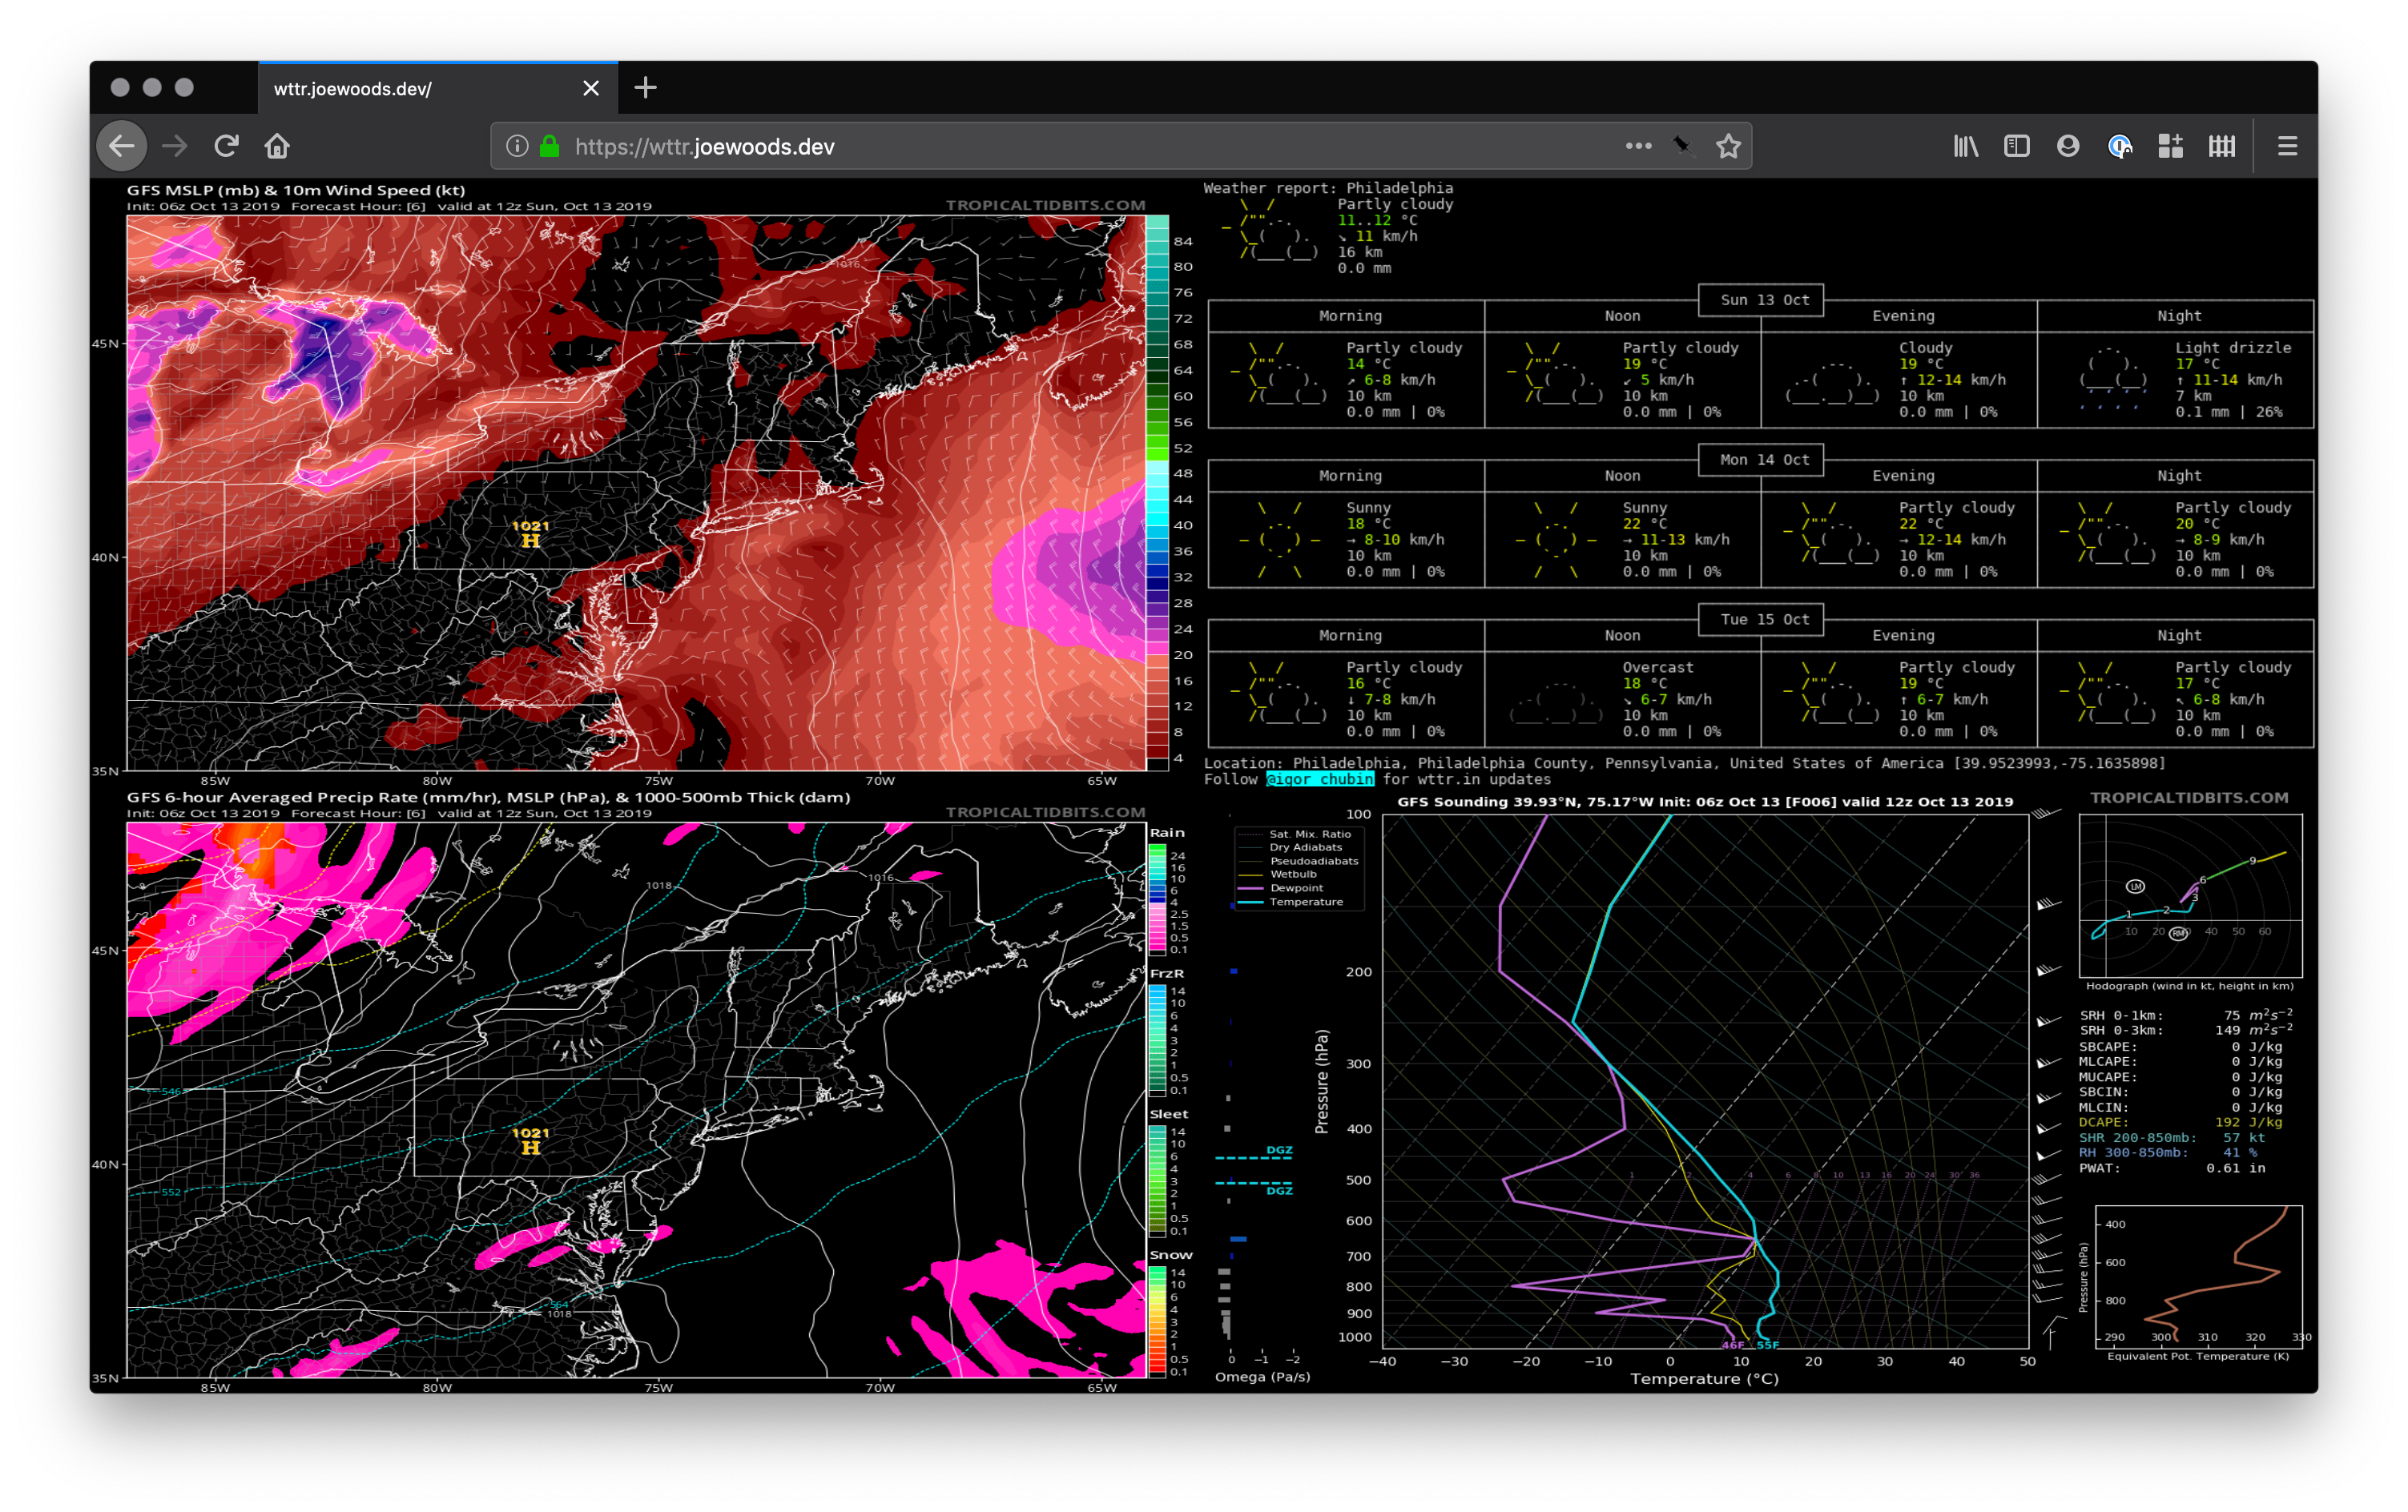 wttr.joewoods.dev/
https://wttr.joewoods.dev
GFS MSLP (mb) & 10m Wind Speed (kt)
Init: 06z Oct 13 2019 Forecast Hour: [6] valid at 12z Sun, Oct 13 2019
TROPICALTIDBITS.COM
1016
1021
H
45N
40N
35N
85W 80W 75W 70W 65W
84
80
76
72
68
64
60
56
52
48
44
40
36
32
28
24
20
16
12
8
4
Weather report: Philadelphia
Partly cloudy
11..12 °C
↘ 11 km/h
16 km
0.0 mm
Sun 13 Oct
Morning Noon Evening Night
Partly cloudy Partly cloudy Cloudy Light drizzle
14 °C 19 °C 19 °C 17 °C
↗ 6-8 km/h ↙ 5 km/h ↑ 12-14 km/h ↑ 11-14 km/h
10 km 10 km 10 km 7 km
0.0 mm | 0% 0.0 mm | 0% 0.0 mm | 0% 0.1 mm | 26%
Mon 14 Oct
Morning Noon Evening Night
Sunny Sunny Partly cloudy Partly cloudy
18 °C 22 °C 22 °C 20 °C
→ 8-10 km/h → 11-13 km/h → 12-14 km/h → 8-9 km/h
10 km 10 km 10 km 10 km
0.0 mm | 0% 0.0 mm | 0% 0.0 mm | 0% 0.0 mm | 0%
Tue 15 Oct
Morning Noon Evening Night
Partly cloudy Overcast Partly cloudy Partly cloudy
16 °C 18 °C 19 °C 17 °C
↓ 7-8 km/h ↘ 6-7 km/h ↑ 6-7 km/h ↖ 6-8 km/h
10 km 10 km 10 km 10 km
0.0 mm | 0% 0.0 mm | 0% 0.0 mm | 0% 0.0 mm | 0%
Location: Philadelphia, Philadelphia County, Pennsylvania, United States of America [39.9523993,-75.1635898]
Follow @igor_chubin for wttr.in updates
GFS 6-hour Averaged Precip Rate (mm/hr), MSLP (hPa), & 1000-500mb Thick (dam)
Init: 06z Oct 13 2019 Forecast Hour: [6] valid at 12z Sun, Oct 13 2019
TROPICALTIDBITS.COM
1018
1016
546
1021
H
552
564
1018
45N
40N
35N
85W 80W 75W 70W 65W
Rain
24
16
10
6
4
2.5
1.5
0.5
0.1
FrzR
14
10
6
4
3
2
1
0.5
0.1
Sleet
14
10
6
4
3
2
1
0.5
0.1
Snow
14
10
6
4
3
2
1
0.5
0.1
GFS Sounding 39.93°N, 75.17°W Init: 06z Oct 13 [F006] valid 12z Oct 13 2019
TROPICALTIDBITS.COM
Sat. Mix. Ratio
Dry Adiabats
Pseudoadiabats
Wetbulb
Dewpoint
Temperature
DGZ
DGZ
0 −1 −2
Omega (Pa/s)
Pressure (hPa)
100
200
300
400
500
600
700
800
900
1000
1 2 4 6 8 10 13 16 20 24 30 36
46F 55F
−40 −30 −20 −10 0 10 20 30 40 50
Temperature (°C)
9
6
LM
3
2
1
RM
10 20 30 40 50 60
Hodograph (wind in kt, height in km)
SRH 0-1km: 75 m²s⁻²
SRH 0-3km: 149 m²s⁻²
SBCAPE: 0 J/kg
MLCAPE: 0 J/kg
MUCAPE: 0 J/kg
SBCIN: 0 J/kg
MLCIN: 0 J/kg
DCAPE: 192 J/kg
SHR 200-850mb: 57 kt
RH 300-850mb: 41 %
PWAT: 0.61 in
Pressure (hPa)
400
600
800
290 300 310 320 330
Equivalent Pot. Temperature (K)